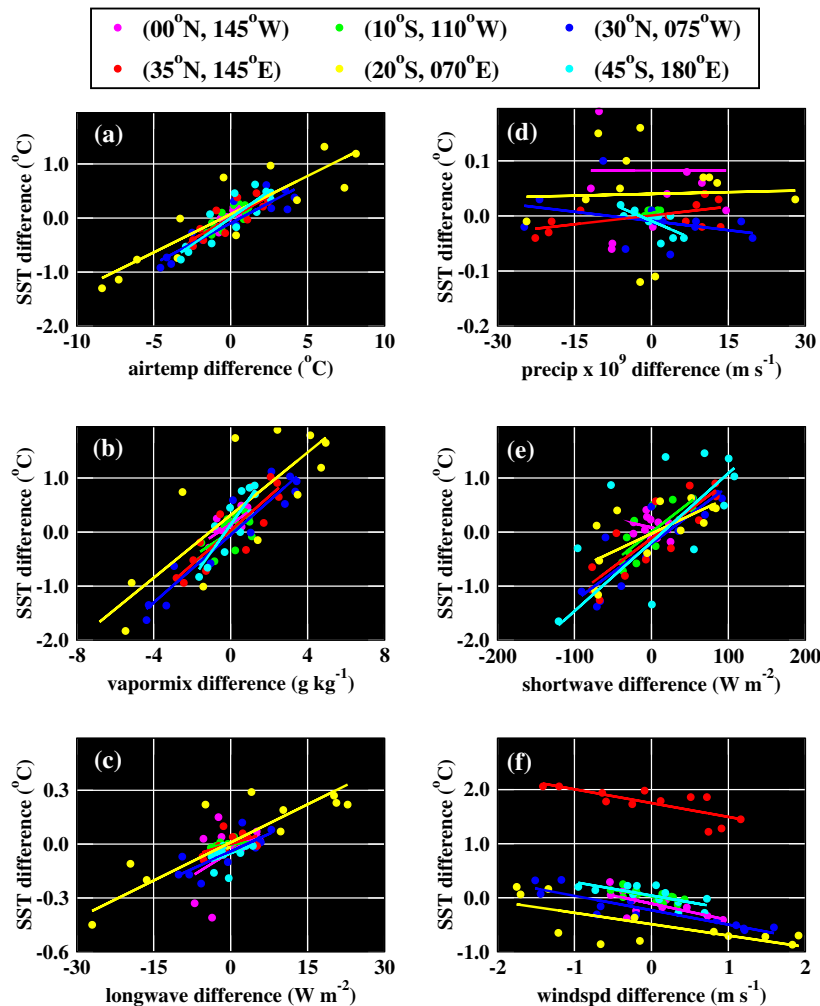 (00°N, 145°W) (10°S, 110°W) (30°N, 075°W)
(35°N, 145°E) (20°S, 070°E) (45°S, 180°E)
(a)
SST difference (°C)
1.0
0.0
-1.0
-2.0
-10 -5 0 5 10
airtemp difference (°C)
(d)
SST difference (°C)
0.1
0.0
-0.1
-0.2
-30 -15 0 15 30
precip x 10⁹ difference (m s⁻¹)
(b)
SST difference (°C)
1.0
0.0
-1.0
-2.0
-8 -4 0 4 8
vapormix difference (g kg⁻¹)
(e)
SST difference (°C)
1.0
0.0
-1.0
-2.0
-200 -100 0 100 200
shortwave difference (W m⁻²)
(c)
SST difference (°C)
0.3
0.0
-0.3
-0.6
-30 -15 0 15 30
longwave difference (W m⁻²)
(f)
SST difference (°C)
2.0
1.0
0.0
-1.0
-2 -1 0 1 2
windspd difference (m s⁻¹)